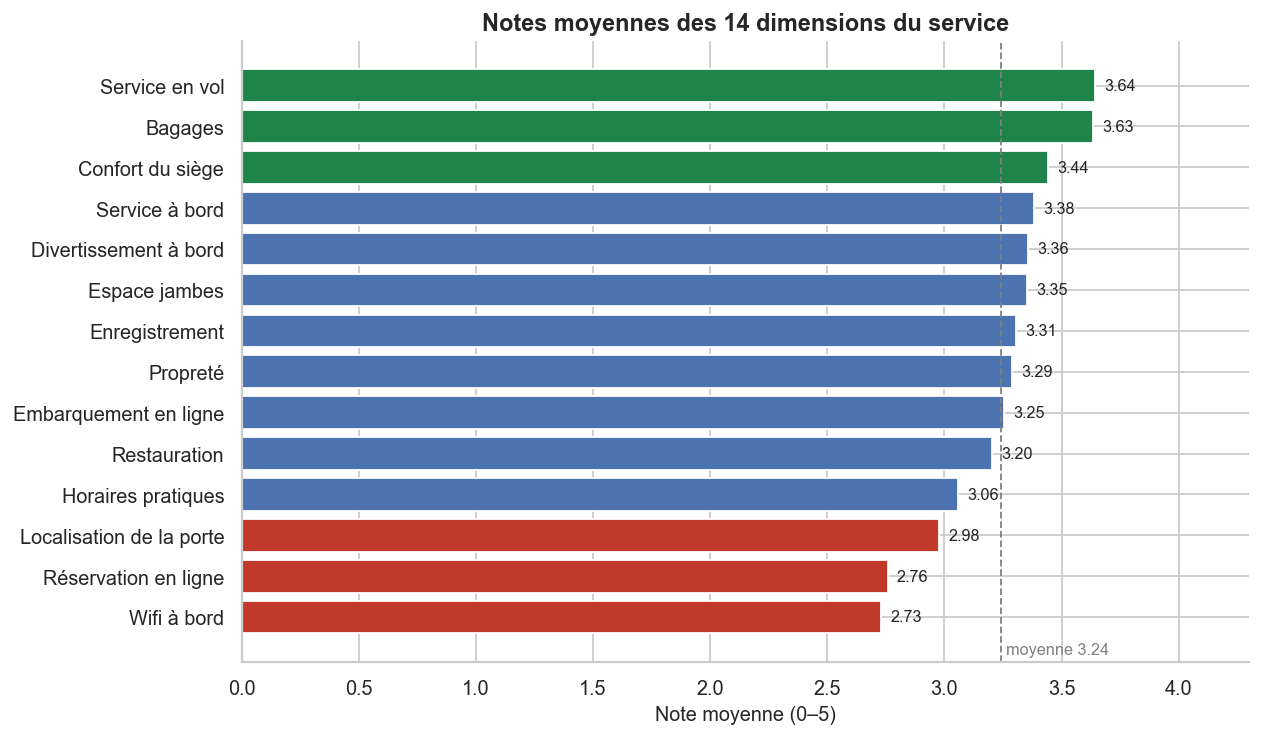 Notes moyennes des 14 dimensions du service
Service en vol 3.64
Bagages 3.63
Confort du siège 3.44
Service à bord 3.38
Divertissement à bord 3.36
Espace jambes 3.35
Enregistrement 3.31
Propreté 3.29
Embarquement en ligne 3.25
Restauration 3.20
Horaires pratiques 3.06
Localisation de la porte 2.98
Réservation en ligne 2.76
Wifi à bord 2.73
moyenne 3.24
0.0 0.5 1.0 1.5 2.0 2.5 3.0 3.5 4.0
Note moyenne (0–5)